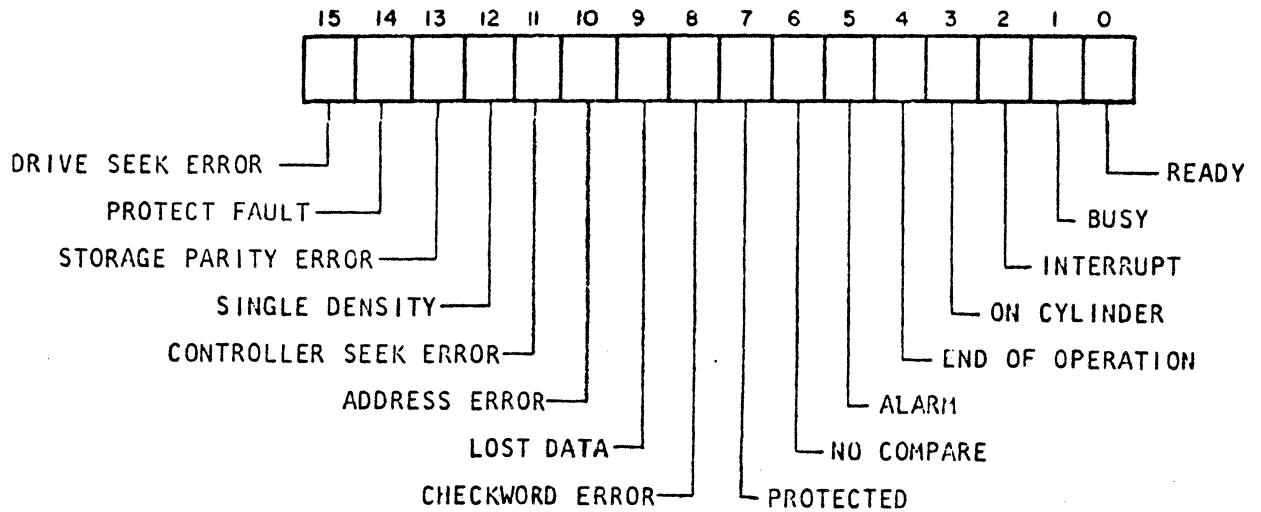 15 14 13 12 11 10 9 8 7 6 5 4 3 2 1 0
DRIVE SEEK ERROR
READY
PROTECT FAULT
BUSY
STORAGE PARITY ERROR
INTERRUPT
SINGLE DENSITY
ON CYLINDER
CONTROLLER SEEK ERROR
END OF OPERATION
ADDRESS ERROR
ALARM
LOST DATA
NO COMPARE
CHECKWORD ERROR
PROTECTED